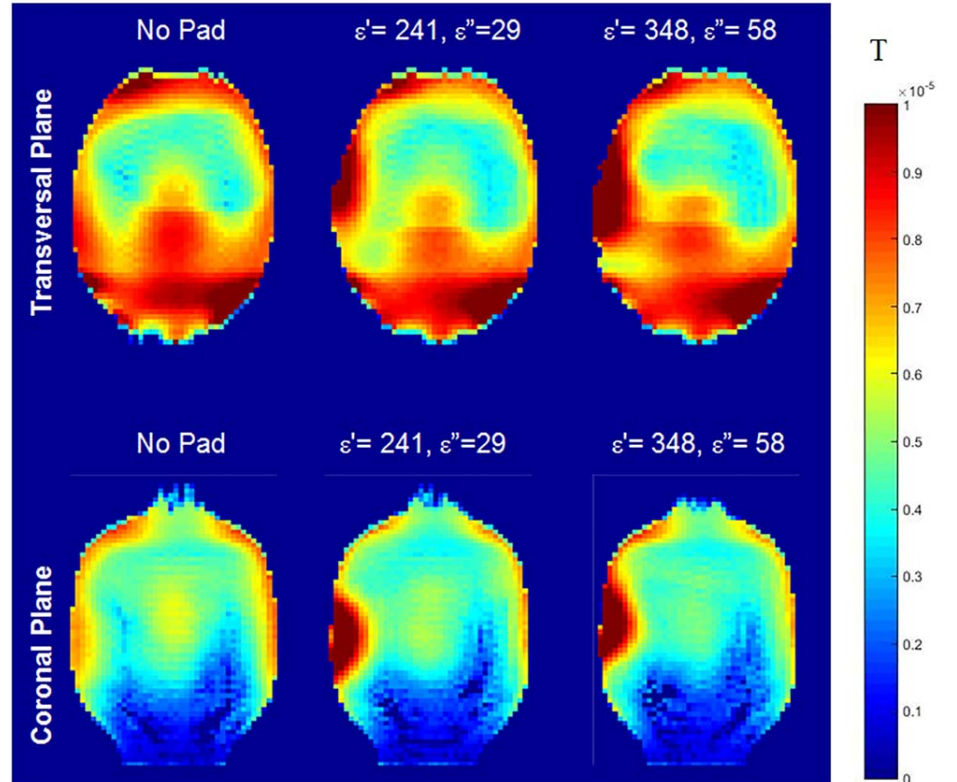 No Pad
ε'= 241, ε”=29
ε'= 348, ε”= 58
T
×10⁻⁵
Transversal Plane
1
0.9
0.8
0.7
0.6
0.5
0.4
0.3
0.2
0.1
0
No Pad
ε'= 241, ε”=29
ε'= 348, ε”= 58
Coronal Plane